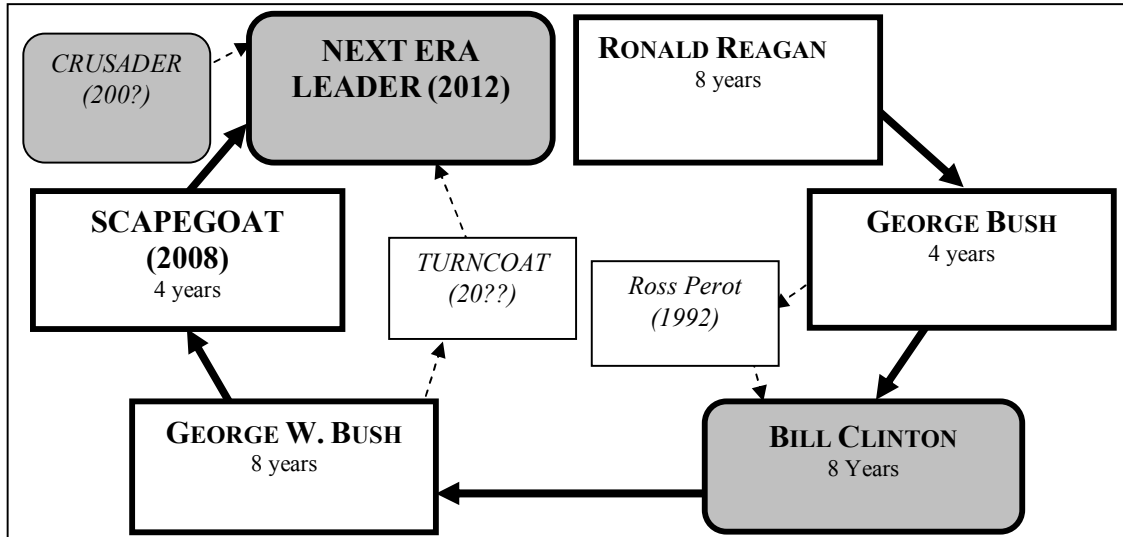 CRUSADER
(200?)
NEXT ERA
LEADER (2012)
RONALD REAGAN
8 years
SCAPEGOAT
(2008)
4 years
TURNCOAT
(20??)
Ross Perot
(1992)
GEORGE BUSH
4 years
GEORGE W. BUSH
8 years
BILL CLINTON
8 Years